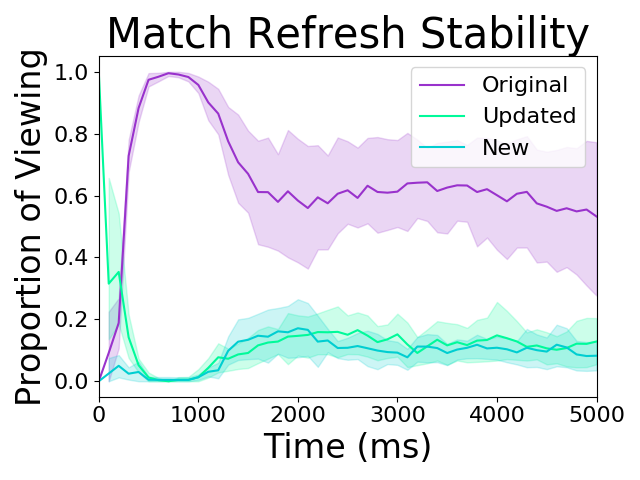 Match Refresh Stability
Proportion of Viewing
1.0
0.8
0.6
0.4
0.2
0.0
Original
Updated
New
0
1000
2000
3000
4000
5000
Time (ms)